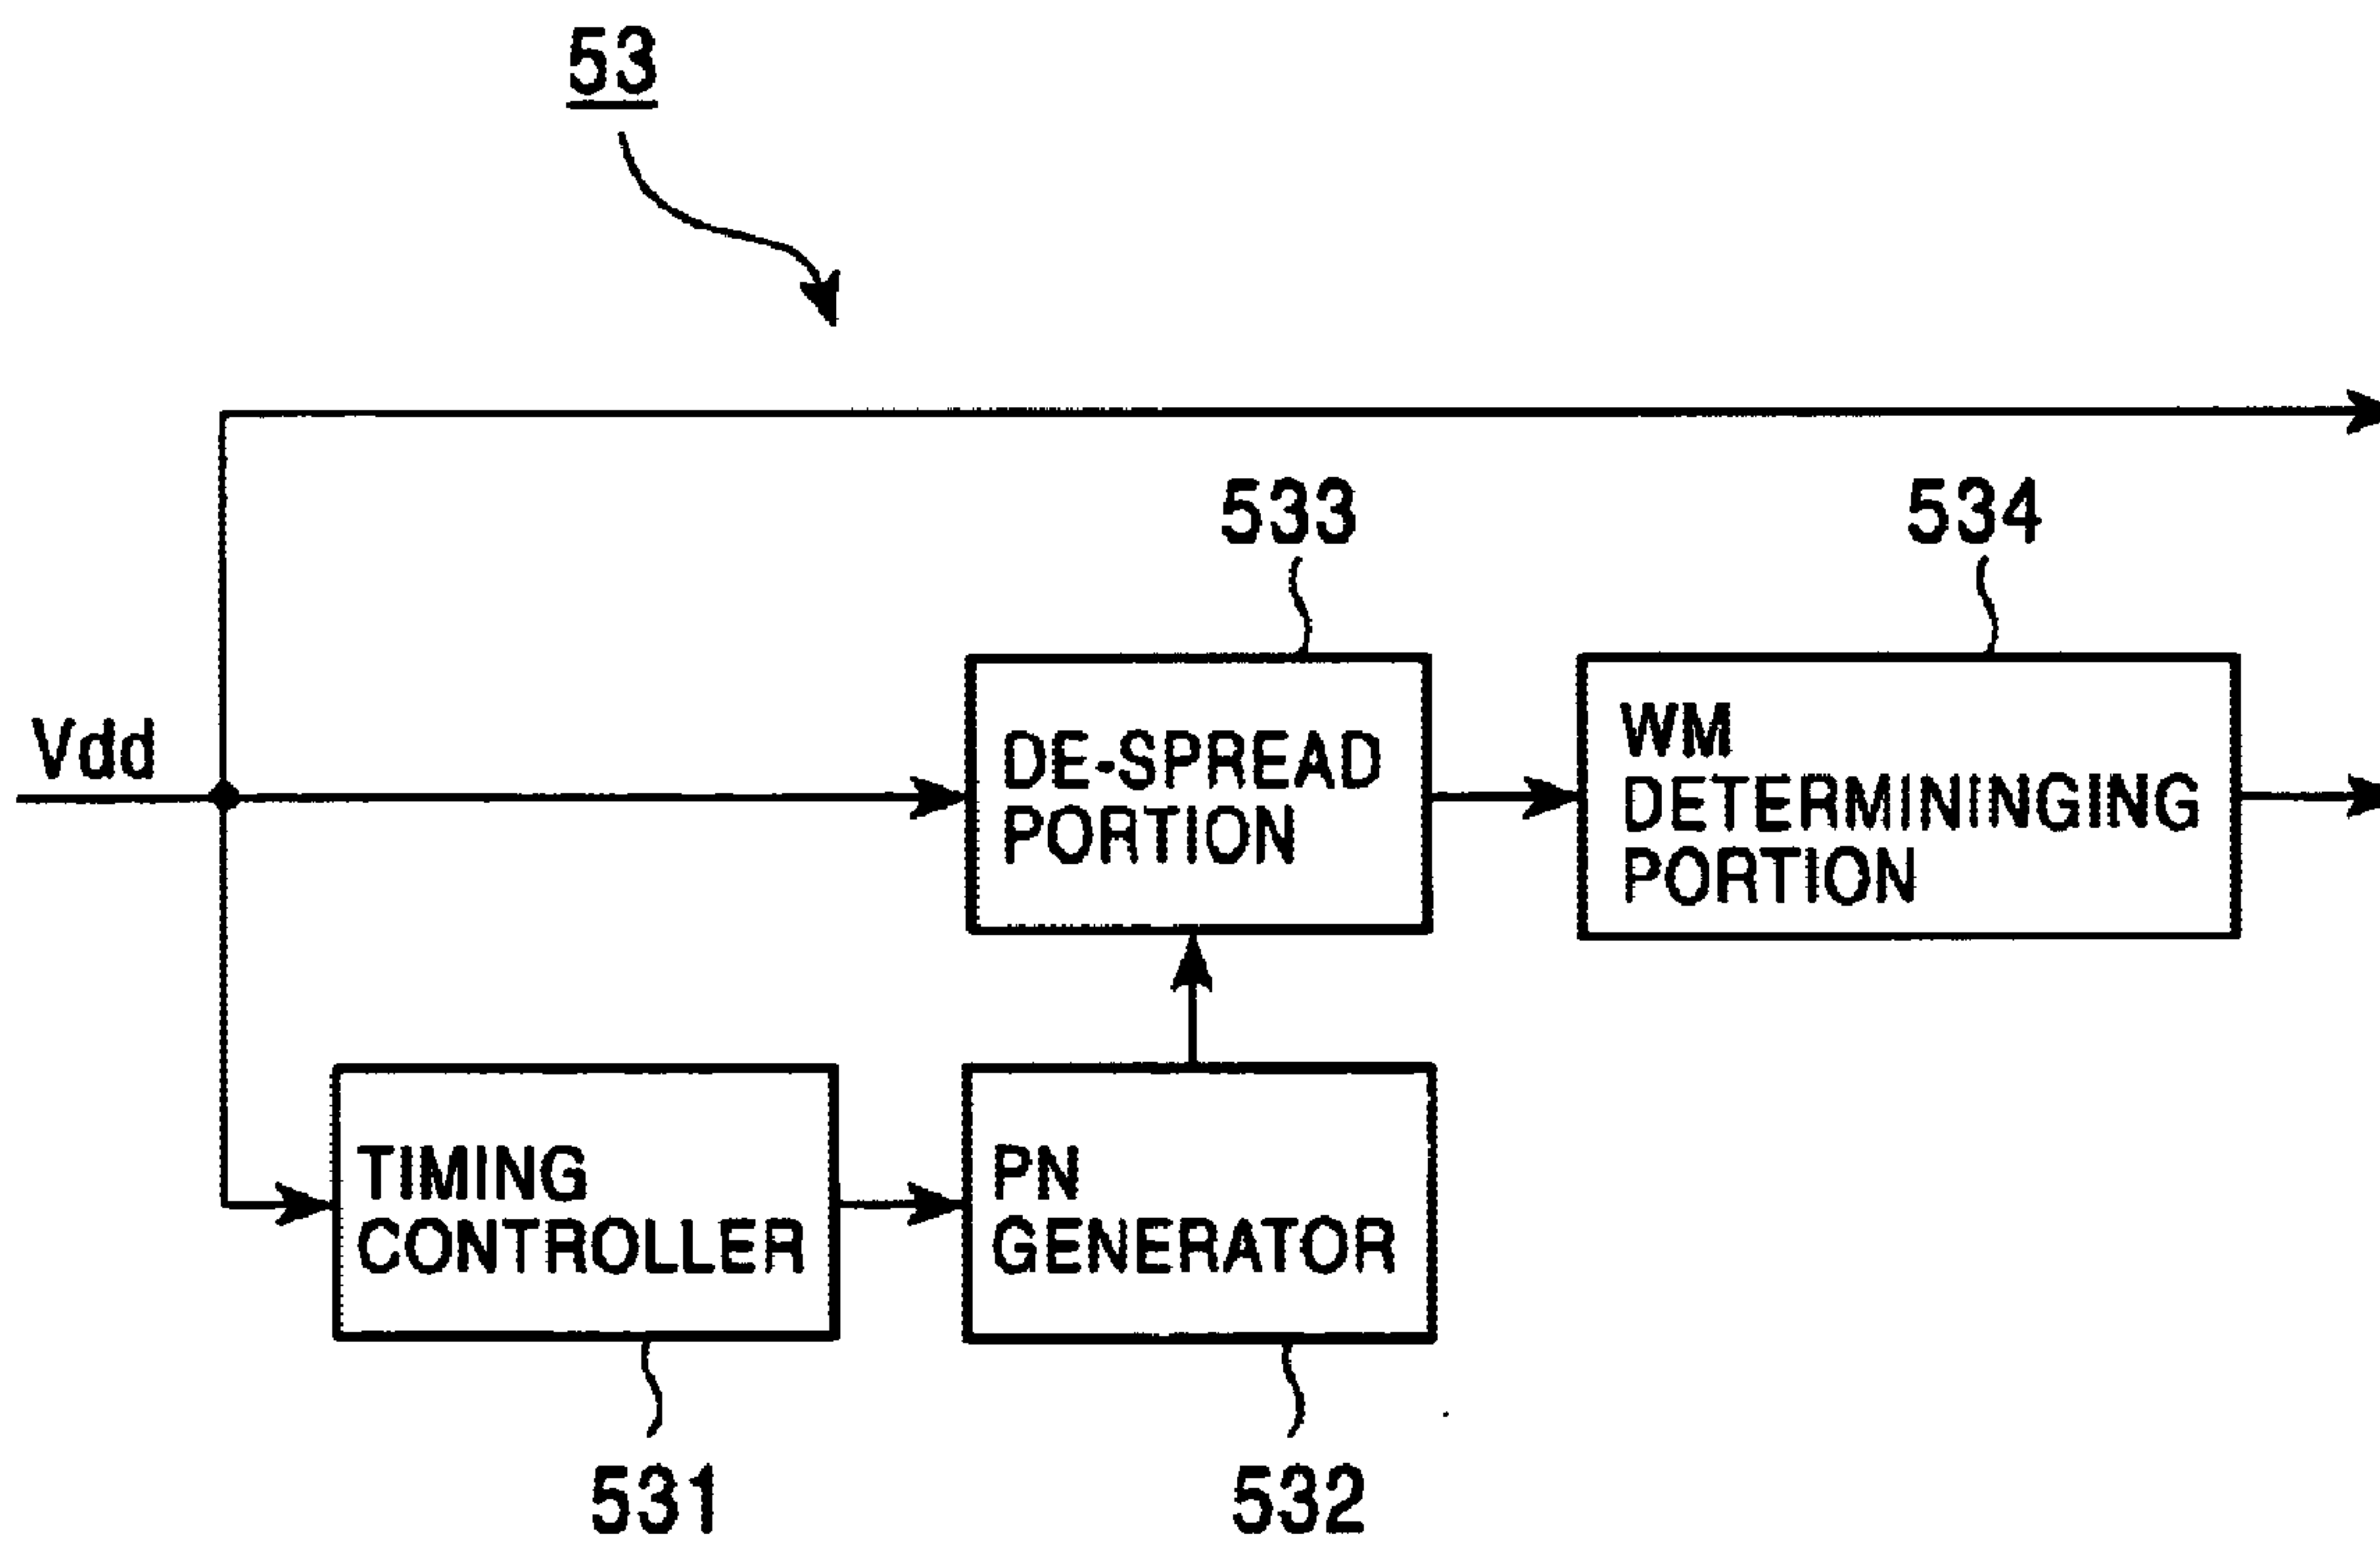 53
533
534
Vdd
DE-SPREAD
PORTION
WM
DETERMININGING
PORTION
TIMING
CONTROLLER
PN
GENERATOR
531
532